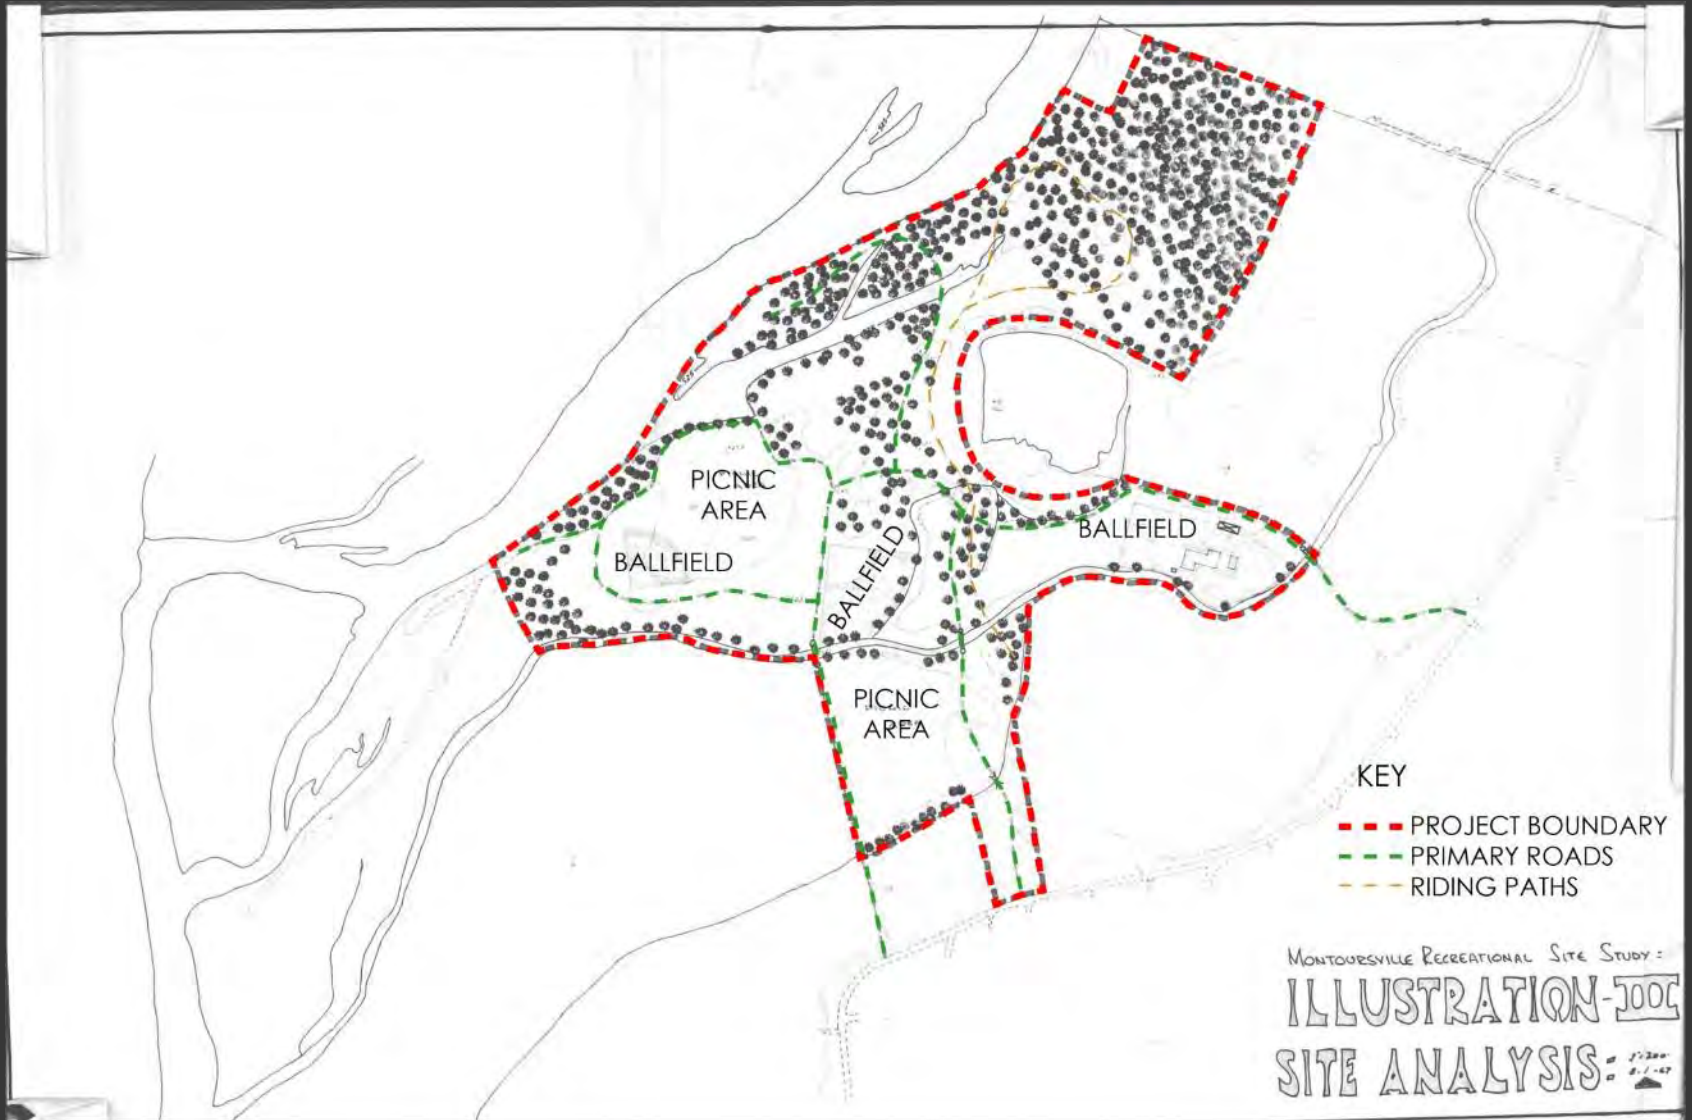 PICNIC
AREA
BALLFIELD
BALLFIELD
BALLFIELD
PICNIC
AREA
KEY
PROJECT BOUNDARY
PRIMARY ROADS
RIDING PATHS
MONTOURSVILLE RECREATIONAL SITE STUDY:
ILLUSTRATION-III
SITE ANALYSIS: